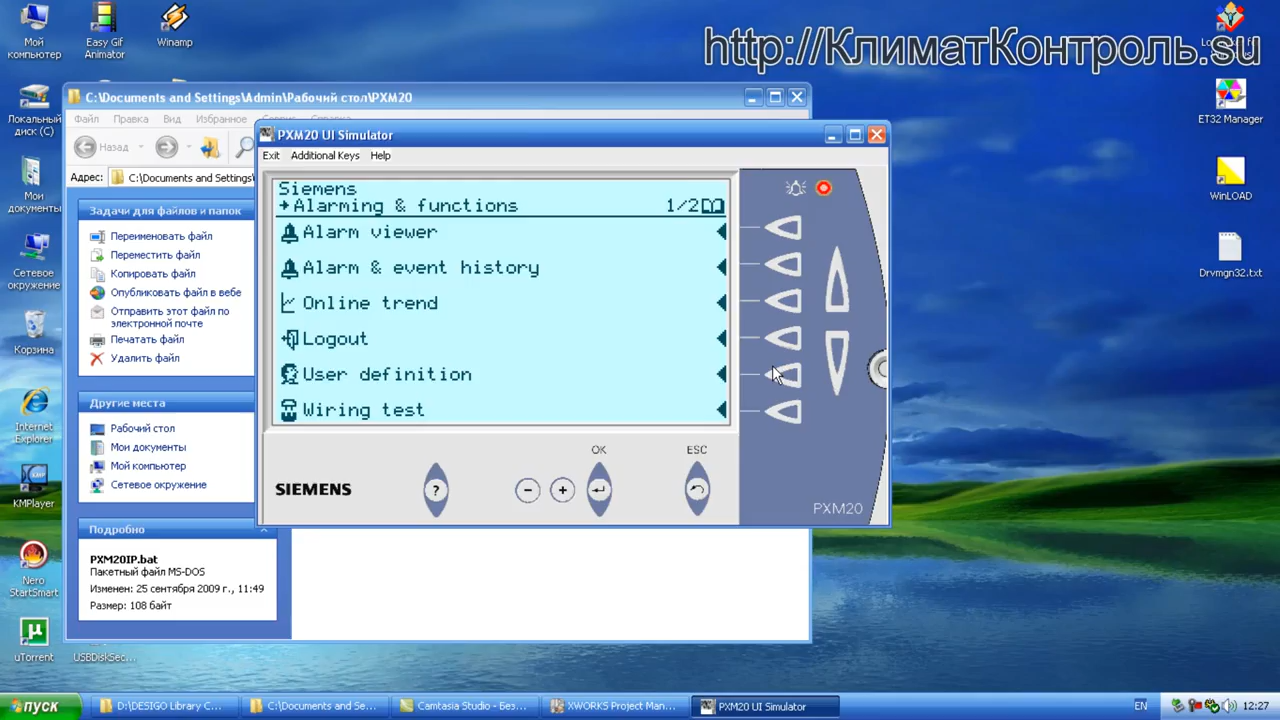 http://КлиматКонтроль.su
Мой компьютер
Easy Gif Animator
Winamp
Локальный диск (C)
Мои документы
Сетевое окружение
Корзина
Internet Explorer
KMPlayer
Nero StartSmart
uTorrent
USBDiskSec...
ET32 Manager
WinLOAD
Drvmgn32.txt
C:\Documents and Settings\Admin\Рабочий стол\PXM20
Файл Правка Вид Избранное Сервис Справка
Назад
Адрес: C:\Documents and Settings\
Задачи для файлов и папок
Переименовать файл
Переместить файл
Копировать файл
Опубликовать файл в вебе
Отправить этот файл по электронной почте
Печатать файл
Удалить файл
Другие места
Рабочий стол
Мои документы
Мой компьютер
Сетевое окружение
Подробно
PXM20IP.bat
Пакетный файл MS-DOS
Изменен: 25 сентября 2009 г., 11:49
Размер: 108 байт
PXM20 UI Simulator
Exit Additional Keys Help
Siemens
Alarming & functions 1/2
Alarm viewer
Alarm & event history
Online trend
Logout
User definition
Wiring test
OK
ESC
SIEMENS
?
−
+
PXM20
пуск
D:\DESIGO Library C...
C:\Documents and Se...
Camtasia Studio - Без...
XWORKS Project Man...
PXM20 UI Simulator
EN
12:27